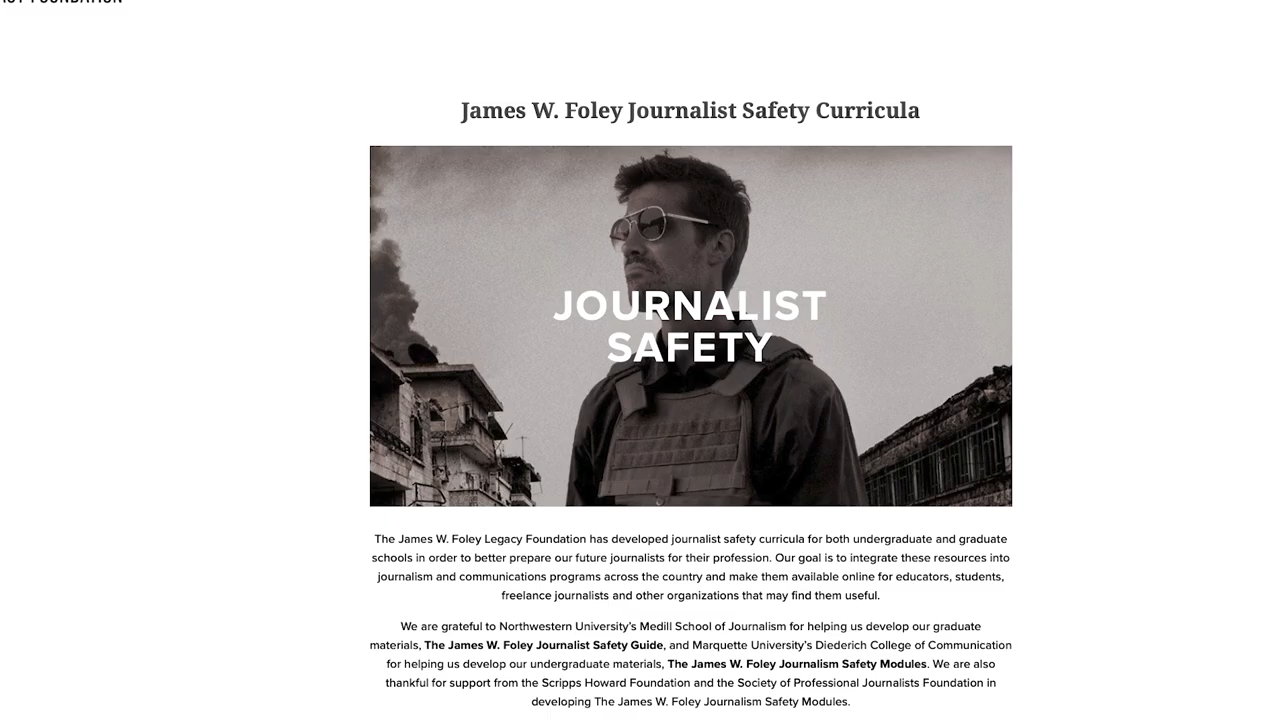 James W. Foley Journalist Safety Curricula
JOURNALIST
SAFETY
The James W. Foley Legacy Foundation has developed journalist safety curricula for both undergraduate and graduate
schools in order to better prepare our future journalists for their profession. Our goal is to integrate these resources into
journalism and communications programs across the country and make them available online for educators, students,
freelance journalists and other organizations that may find them useful.
We are grateful to Northwestern University’s Medill School of Journalism for helping us develop our graduate
materials, The James W. Foley Journalist Safety Guide, and Marquette University’s Diederich College of Communication
for helping us develop our undergraduate materials, The James W. Foley Journalism Safety Modules. We are also
thankful for support from the Scripps Howard Foundation and the Society of Professional Journalists Foundation in
developing The James W. Foley Journalism Safety Modules.